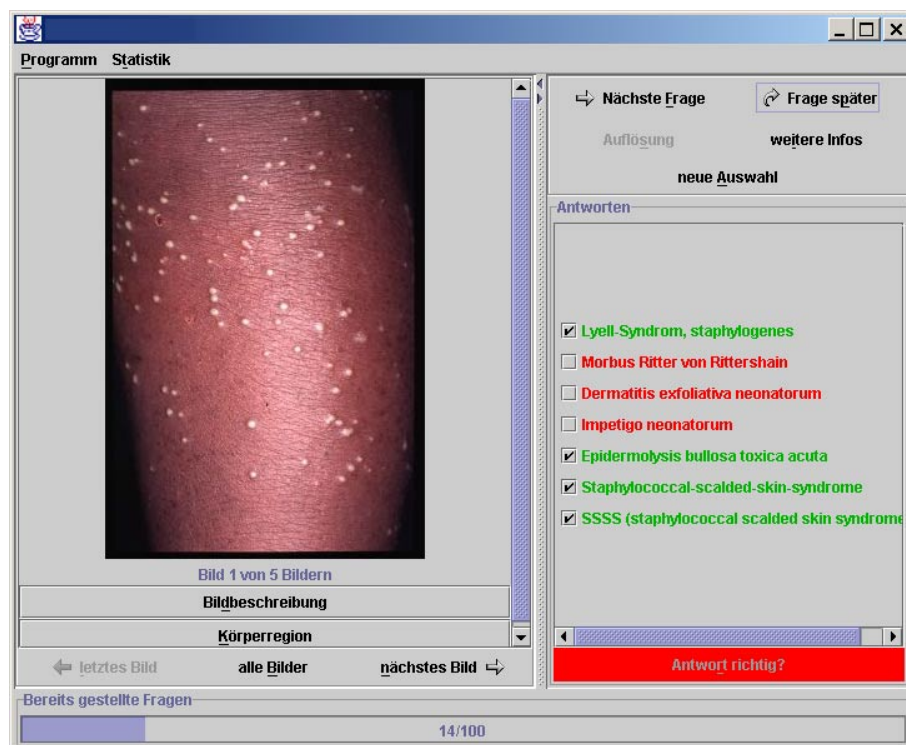 Programm Statistik
Bild 1 von 5 Bildern
Bildbeschreibung
Körperregion
letztes Bild alle Bilder nächstes Bild
Nächste Frage Frage später
Auflösung weitere Infos
neue Auswahl
Antworten
Lyell-Syndrom, staphylogenes
Morbus Ritter von Rittershain
Dermatitis exfoliativa neonatorum
Impetigo neonatorum
Epidermolysis bullosa toxica acuta
Staphylococcal-scalded-skin-syndrome
SSSS (staphylococcal scalded skin syndrome
Antwort richtig?
Bereits gestellte Fragen
14/100